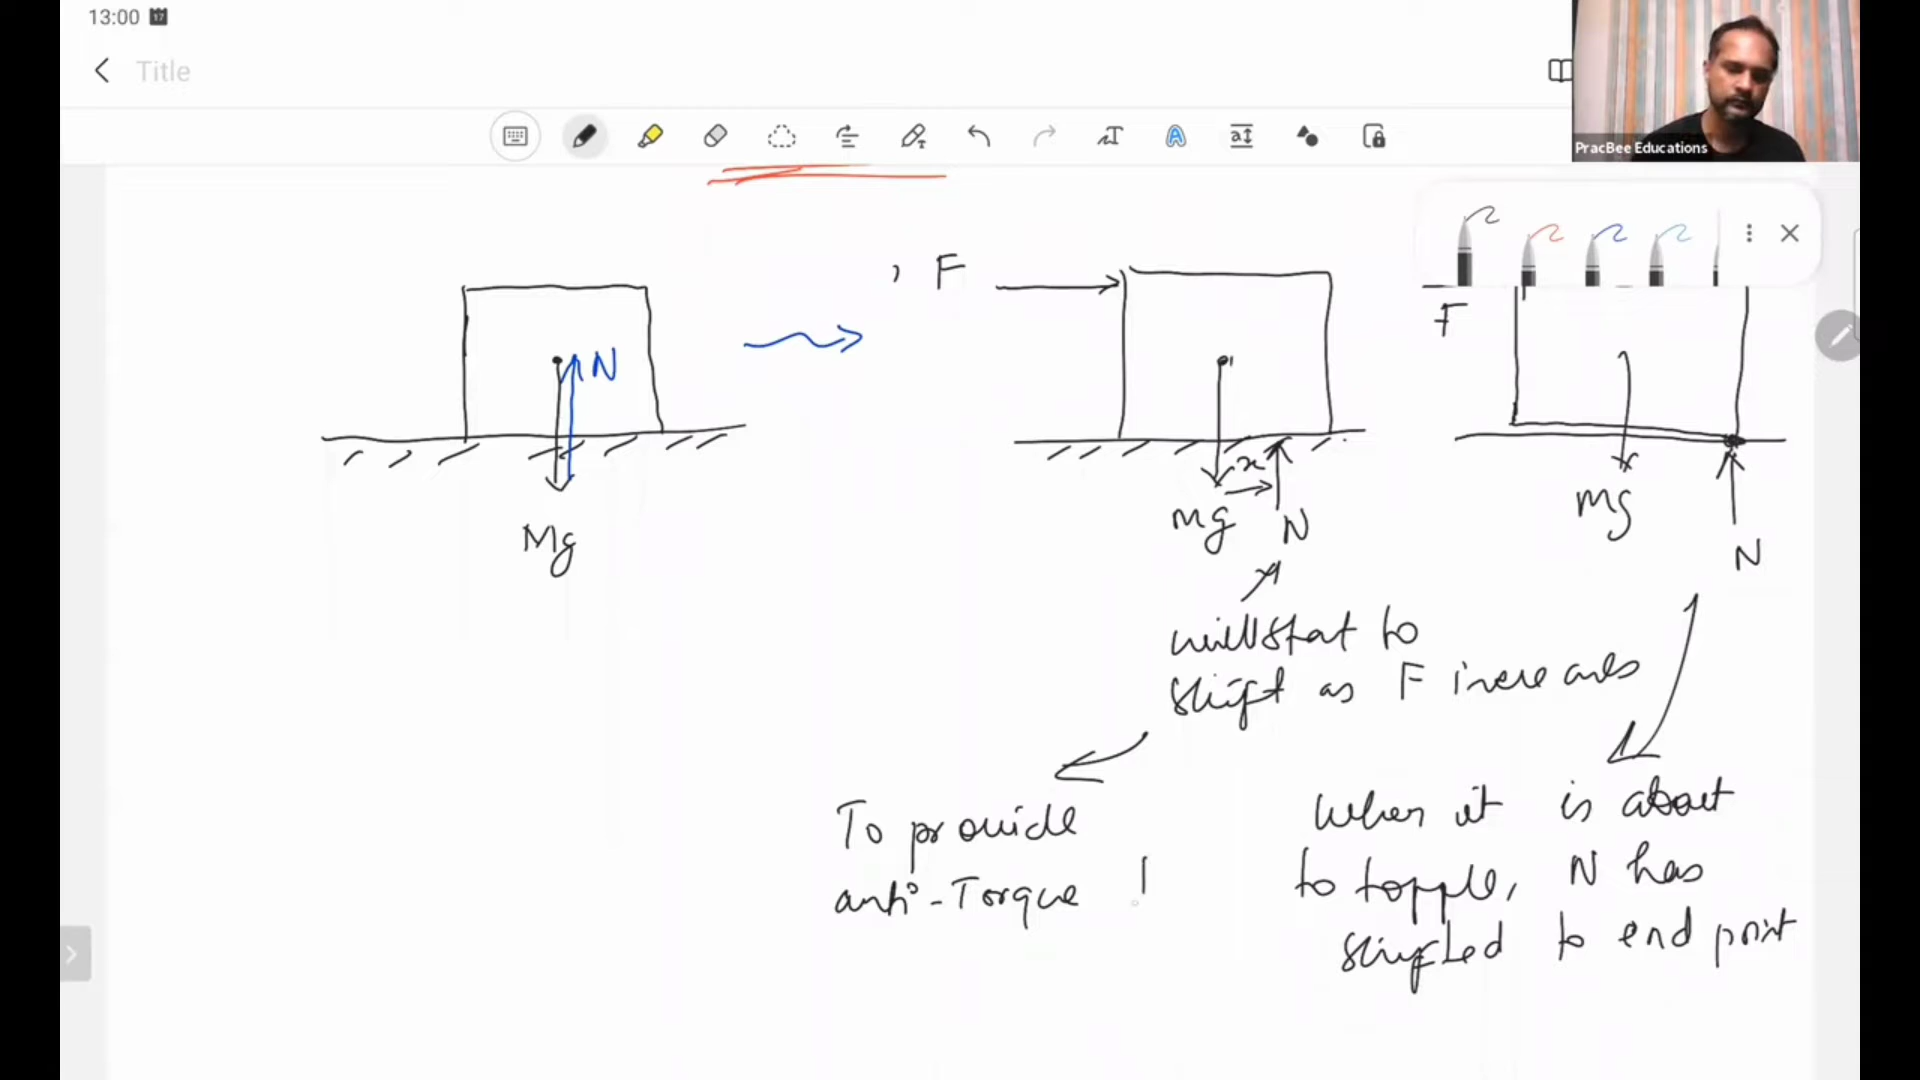 13:00 17
Title
PracBee Educations
F
N
Mg
F
x
Mg
N
Mg
N
will start to
shift as F increases
To provide
anti-Torque !
When it is about
to topple, N has
shifted to end point